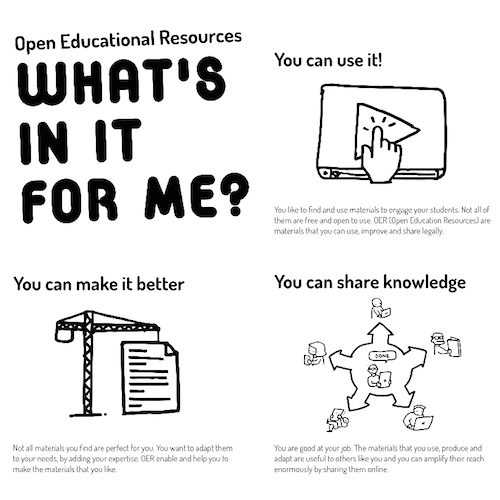 Open Educational Resources
WHAT'S
IN IT
FOR ME?
You can use it!
You like to find and use materials to engage your students. Not all of
them are free and open to use. OER (Open Education Resources) are
materials that you can use, improve and share legally.
You can make it better
Not all materials you find are perfect for you. You want to adapt them
to your needs, by adding your expertise. OER enable and help you to
make the materials that you like.
You can share knowledge
DONE
You are good at your job. The materials that you use, produce and
adapt are useful to others like you and you can amplify their reach
enormously by sharing them online.